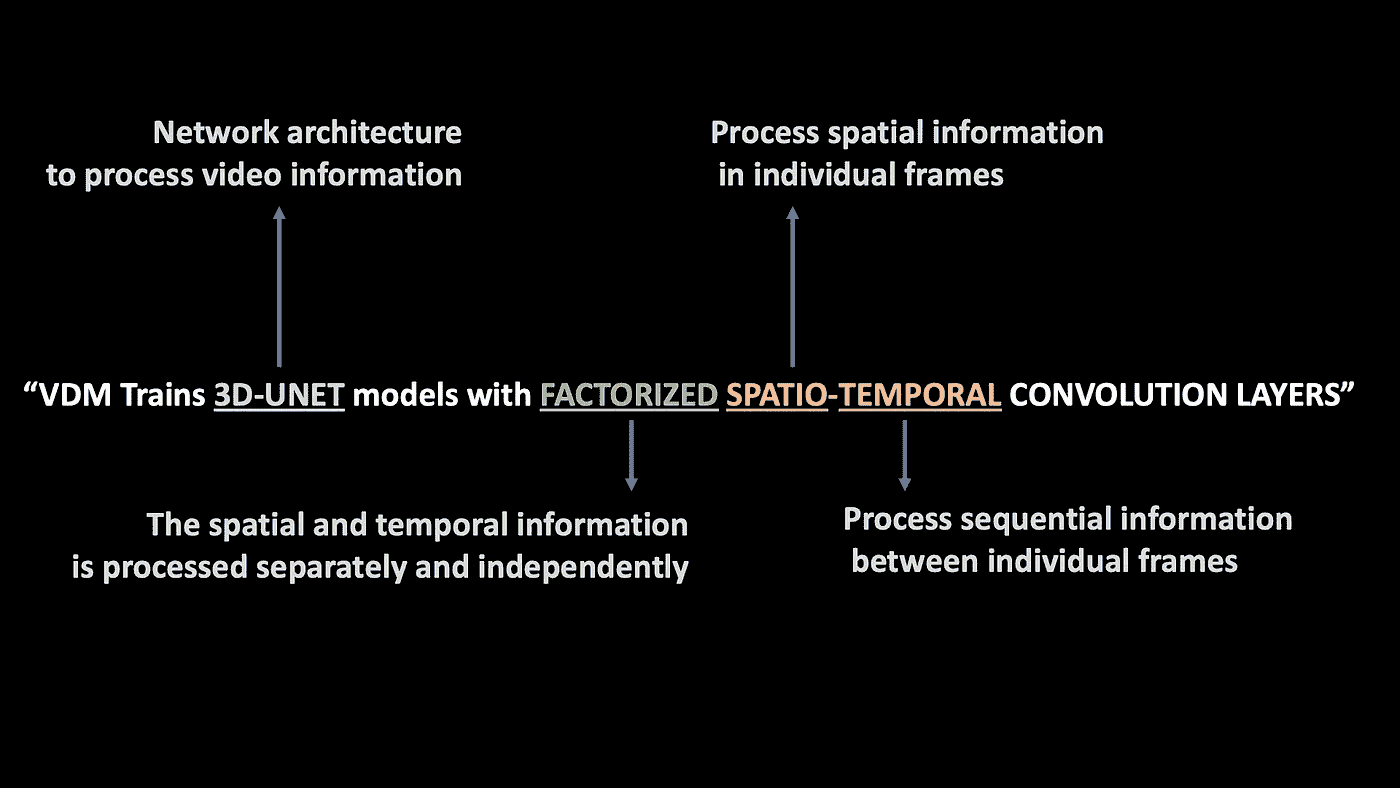 Network architecture
to process video information
Process spatial information
in individual frames
“VDM Trains 3D-UNET models with FACTORIZED SPATIO-TEMPORAL CONVOLUTION LAYERS”
The spatial and temporal information
is processed separately and independently
Process sequential information
between individual frames